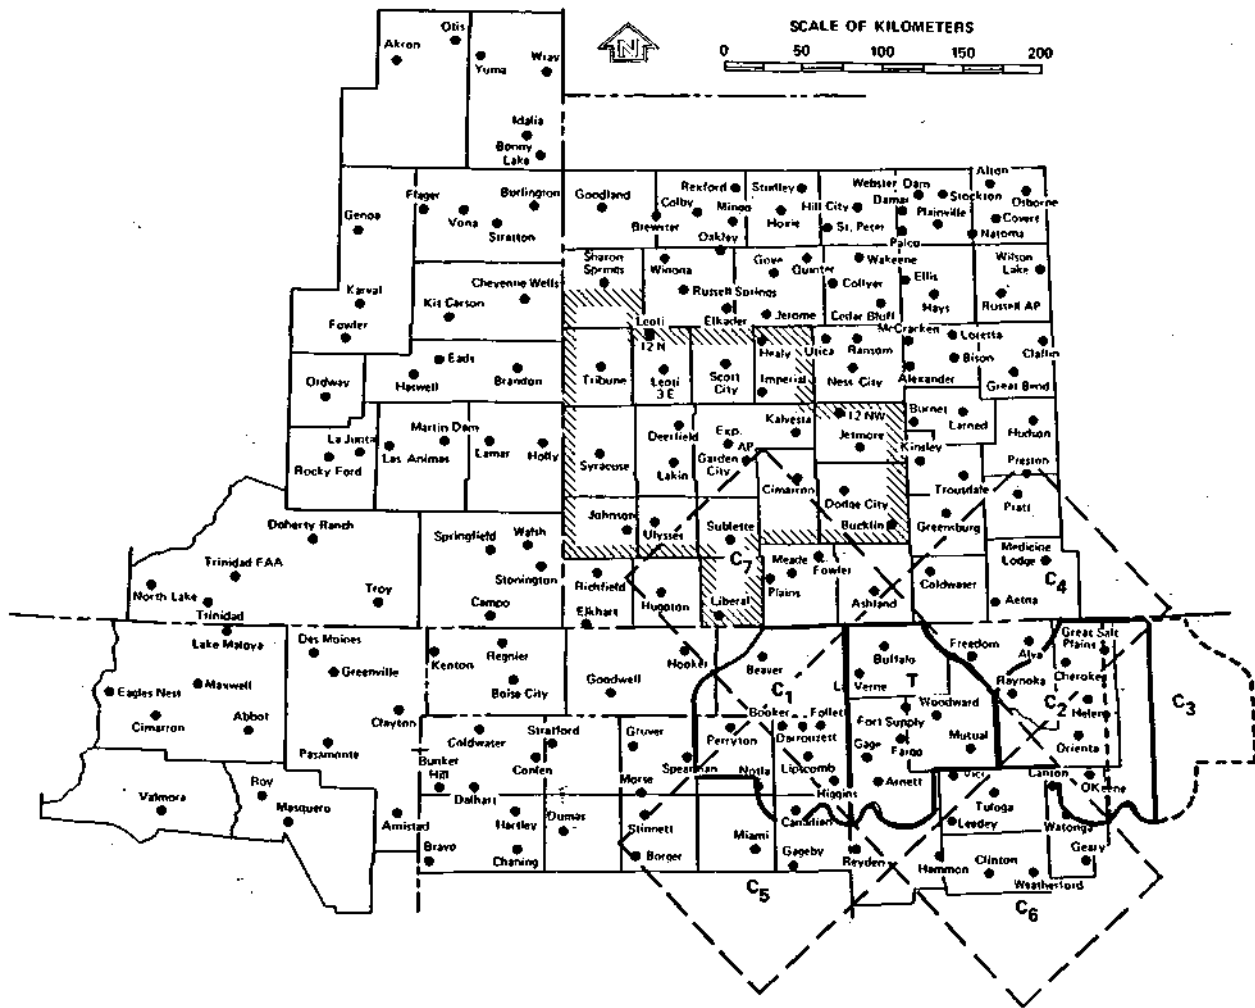 SCALE OF KILOMETERS
0 50 100 150 200
N
Otis
Akron
Yuma
Wray
Idalia
Bonny
Lake
Flager
Burlington
Genoa
Vona
Stratton
Karval
Fowler
Kit Carson
Cheyenne Wells
Ordway
Eads
Haswell
Brandon
La Junta
Rocky Ford
Las Animas
Martin Dam
Lamar
Holly
Doherty Ranch
Trinidad FAA
North Lake
Trinidad
Troy
Springfield
Walsh
Stonington
Campo
Goodland
Brewster
Colby
Rexford
Mingo
Oakley
Studley
Hoxie
Hill City
St. Peter
Webster Dam
Damar
Stockton
Plainville
Palco
Alton
Osborne
Covert
Natoma
Sharon
Springs
Winona
Russell Springs
Elkader
Gove
Quinter
Jerome
Wakeene
Collyer
Cedar Bluff
Ellis
Hays
Wilson
Lake
Russell AP
Tribune
Leoti
12 N
Leoti
3 E
Scott
City
Healy
Imperial
Utica
Ransom
Ness City
McCracken
Alexander
Loretta
Bison
Claflin
Great Bend
Syracuse
Deerfield
Lakin
Exp.
AP
Garden
City
Kalvesta
Cimarron
12 NW
Jetmore
Dodge City
Bucklin
Burnet
Larned
Kinsley
Trousdale
Greensburg
Hudson
Preston
Pratt
Johnson
Ulysses
Sublette
Richfield
Elkhart
Hugoton
Liberal
C7
Meade
Plains
Fowler
Ashland
Coldwater
Medicine
Lodge
C4
Aetna
Lake Maloya
Des Moines
Greenville
Maxwell
Eagles Nest
Cimarron
Abbot
Clayton
Pasamonte
Valmora
Roy
Mosquero
Amistad
Kenton
Regnier
Boise City
Goodwell
Hooker
Beaver
C1
Buffalo
La Verne
T
Freedom
Alva
Great Salt
Plains
Cherokee
Waynoka
C2
Helena
Orienta
C3
Fort Supply
Woodward
Fargo
Gage
Mutual
Arnett
Coldwater
Stratford
Conlen
Bunker
Hill
Dalhart
Hartley
Chaning
Bravo
Dumas
Gruver
Morse
Spearman
Stinnett
Borger
Perryton
Notla
Miami
Booker
Follett
Darrouzett
Lipscomb
Higgins
Canadian
Gageby
Reyden
Vici
Leedey
Taloga
Canton
OKeene
Watonga
Geary
Hammon
Clinton
Weatherford
C5
C6